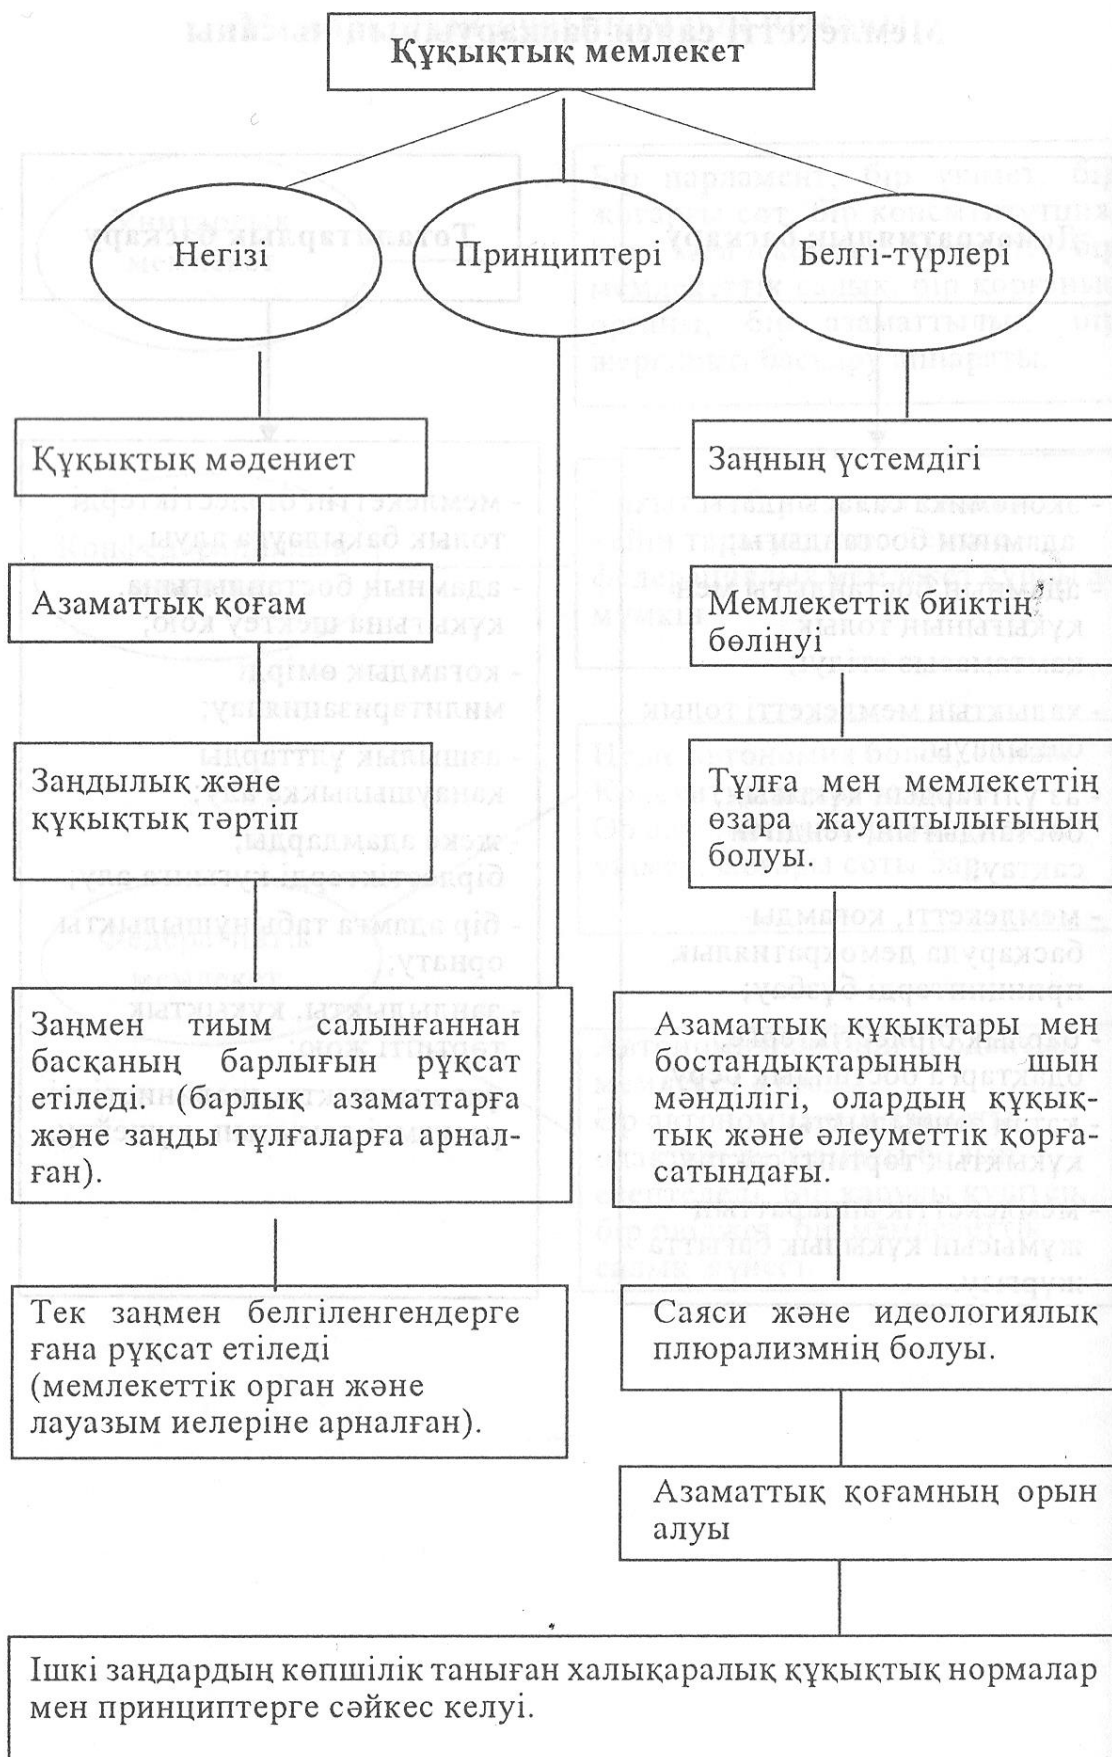 Құқықтық мемлекет
Негізі
Принциптері
Белгі-түрлері
Құқықтық мәдениет
Азаматтық қоғам
Заңдылық және
құқықтық тәртіп
Заңмен тиым салынғаннан
басқаның барлығын рұқсат
етіледі. (барлық азаматтарға
және заңды тұлғаларға арнал-
ған).
Тек заңмен белгіленгендерге
ғана рұқсат етіледі
(мемлекеттік орган және
лауазым иелеріне арналған).
Заңның үстемдігі
Мемлекеттік биіктің
бөлінуі
Тұлға мен мемлекеттің
өзара жауаптылығының
болуы.
Азаматтық құқықтары мен
бостандықтарының шын
мәнділігі, олардың құқық-
тық және әлеуметтік қорға-
сатындағы.
Саяси және идеологиялық
плюрализмнің болуы.
Азаматтық қоғамның орын
алуы
Ішкі заңдардың көпшілік таныған халықаралық құқықтық нормалар
мен принциптерге сәйкес келуі.